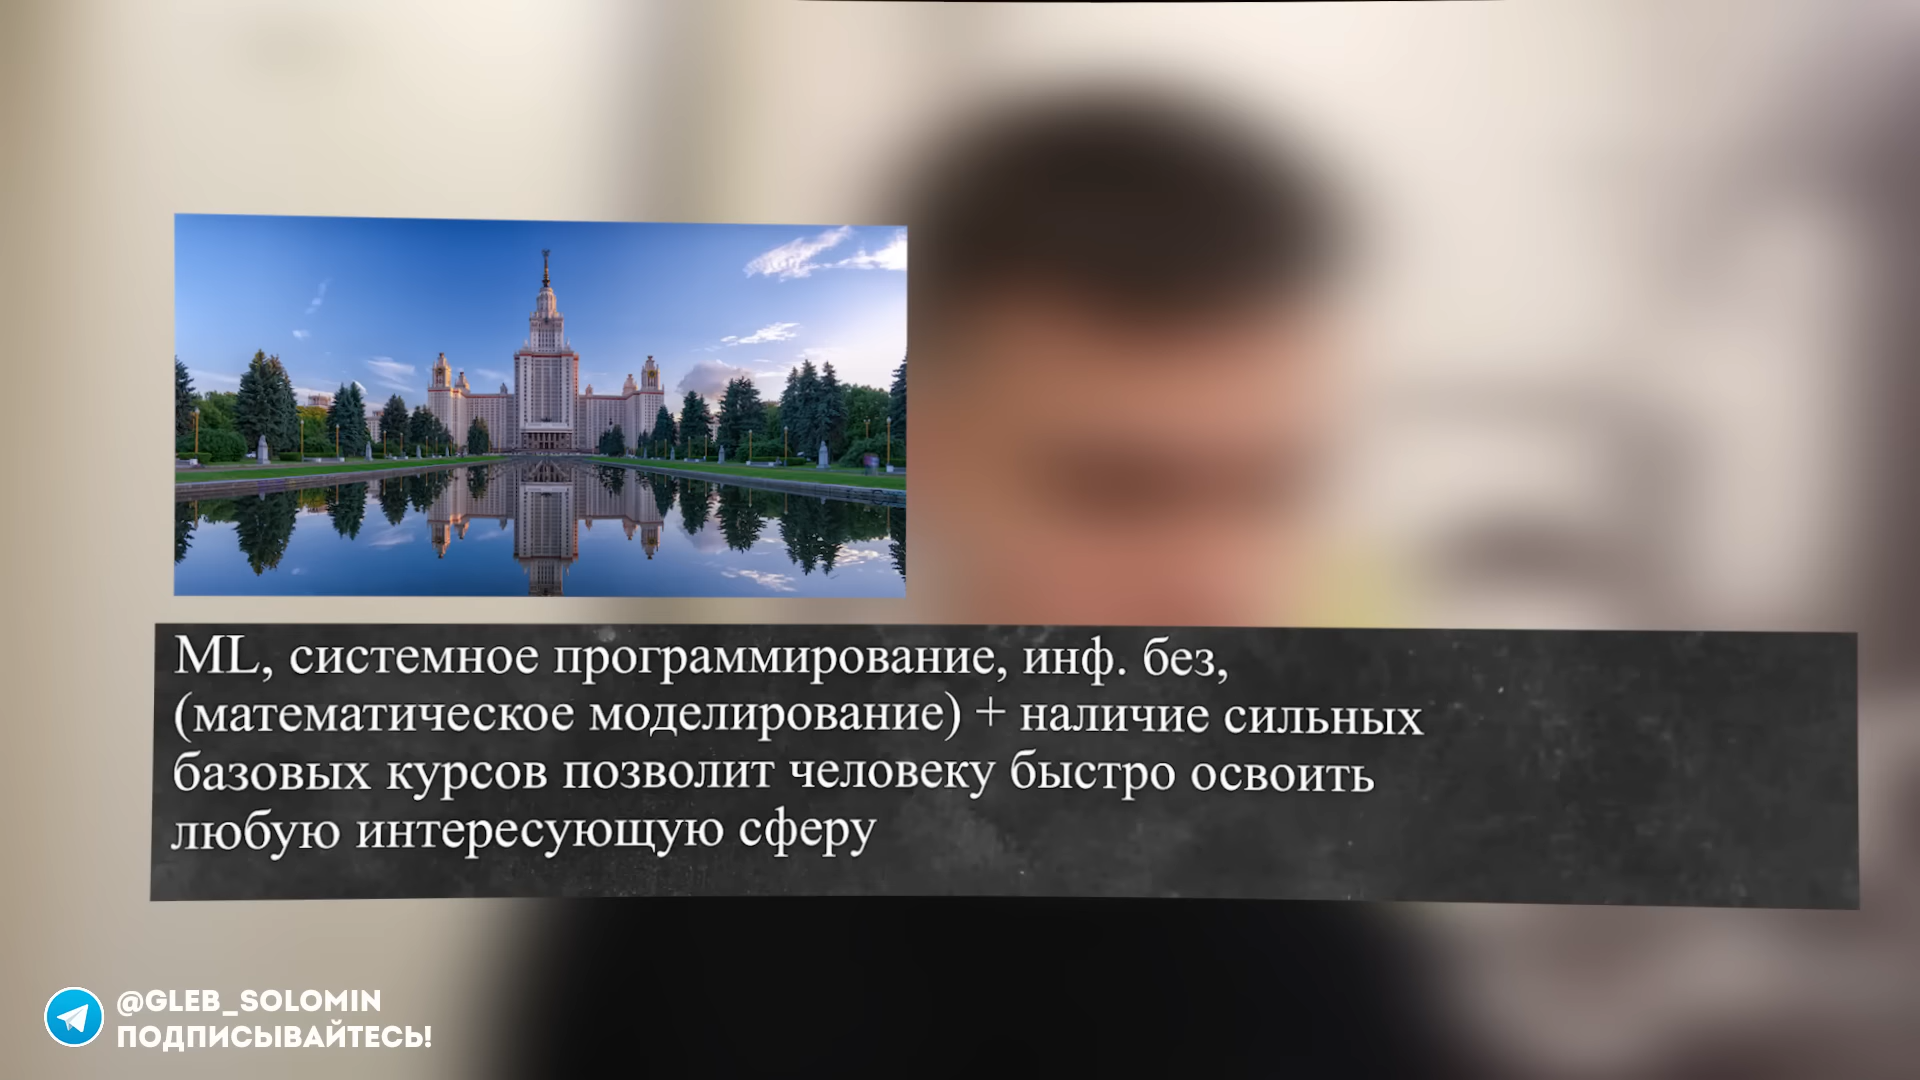 ML, системное программирование, инф. без,
(математическое моделирование) + наличие сильных
базовых курсов позволит человеку быстро освоить
любую интересующую сферу
@GLEB_SOLOMIN
ПОДПИСЫВАЙТЕСЬ!